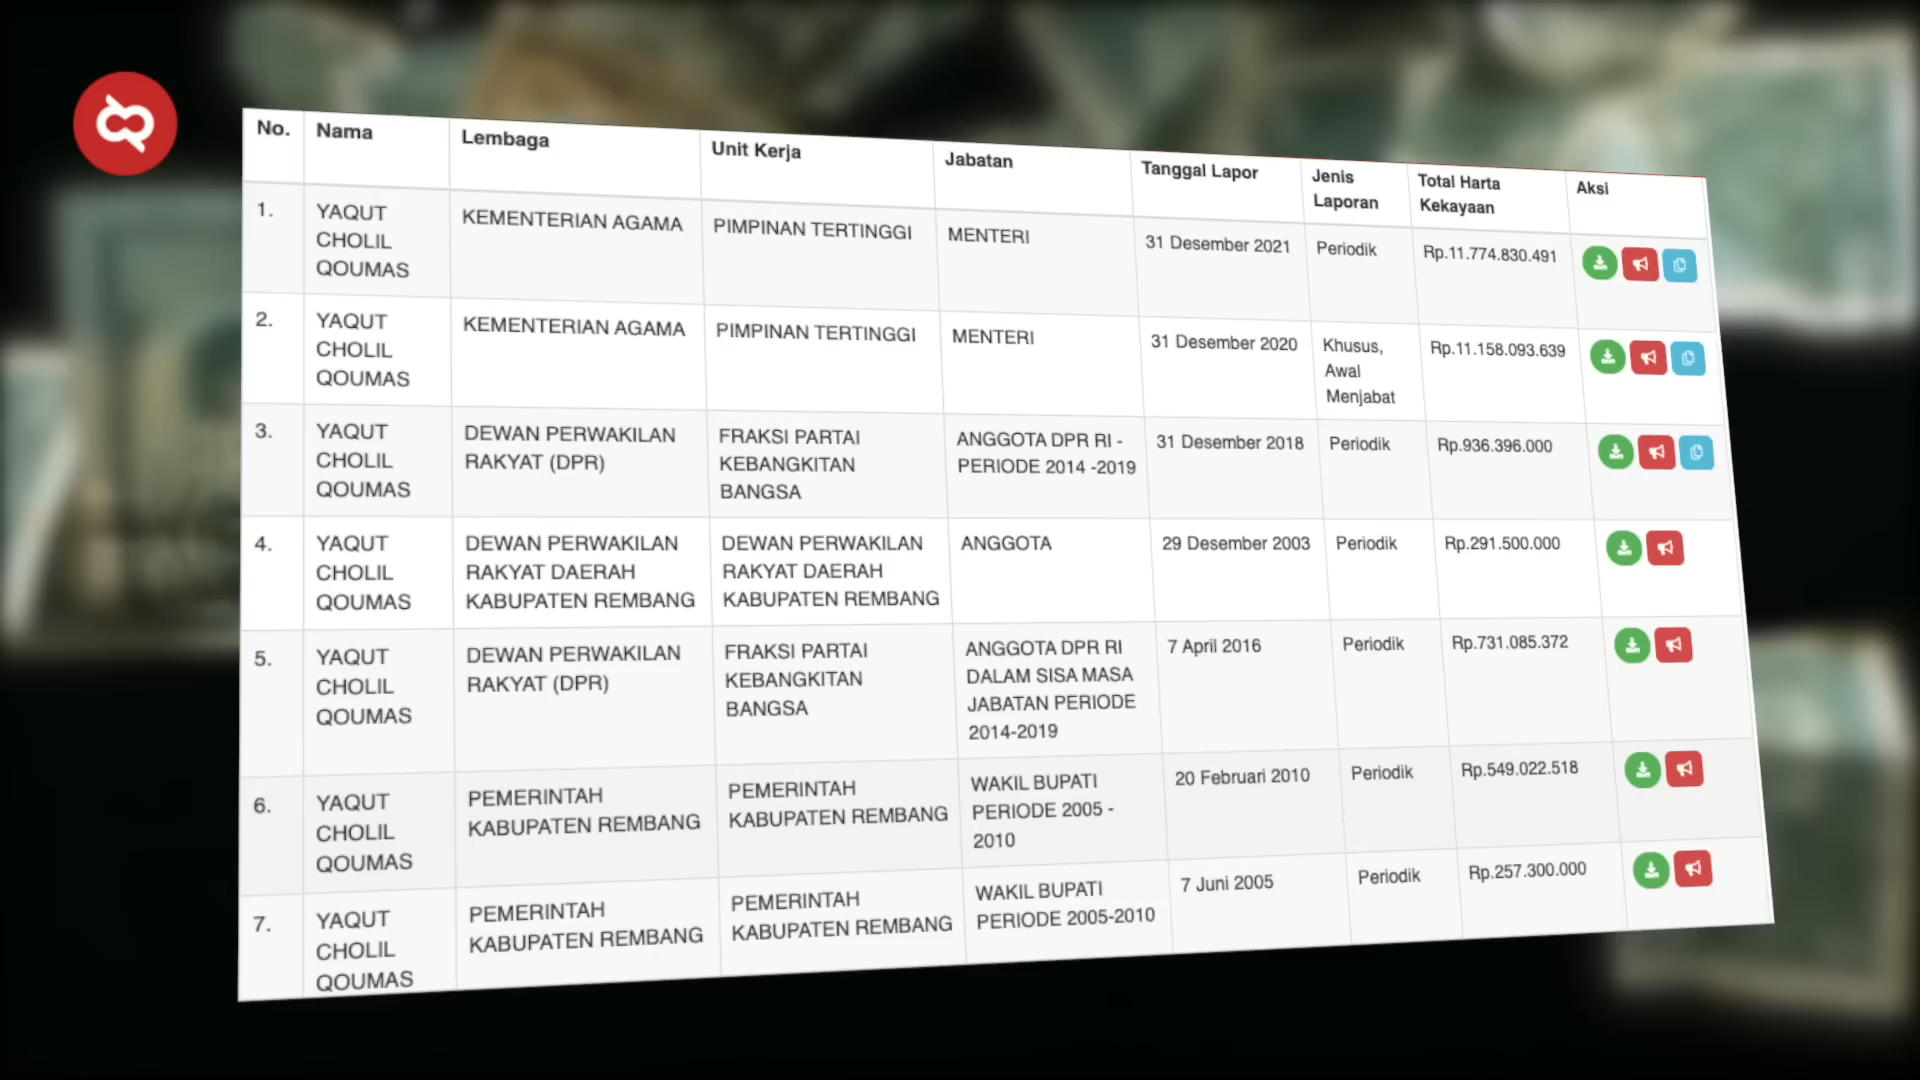 No. Nama Lembaga Unit Kerja Jabatan Tanggal Lapor Jenis Laporan Total Harta Kekayaan Aksi
1. YAQUT CHOLIL QOUMAS KEMENTERIAN AGAMA PIMPINAN TERTINGGI MENTERI 31 Desember 2021 Periodik Rp.11.774.830.491
2. YAQUT CHOLIL QOUMAS KEMENTERIAN AGAMA PIMPINAN TERTINGGI MENTERI 31 Desember 2020 Khusus, Awal Menjabat Rp.11.158.093.639
3. YAQUT CHOLIL QOUMAS DEWAN PERWAKILAN RAKYAT (DPR) FRAKSI PARTAI KEBANGKITAN BANGSA ANGGOTA DPR RI - PERIODE 2014 -2019 31 Desember 2018 Periodik Rp.936.396.000
4. YAQUT CHOLIL QOUMAS DEWAN PERWAKILAN RAKYAT DAERAH KABUPATEN REMBANG DEWAN PERWAKILAN RAKYAT DAERAH KABUPATEN REMBANG ANGGOTA 29 Desember 2003 Periodik Rp.291.500.000
5. YAQUT CHOLIL QOUMAS DEWAN PERWAKILAN RAKYAT (DPR) FRAKSI PARTAI KEBANGKITAN BANGSA ANGGOTA DPR RI DALAM SISA MASA JABATAN PERIODE 2014-2019 7 April 2016 Periodik Rp.731.085.372
6. YAQUT CHOLIL QOUMAS PEMERINTAH KABUPATEN REMBANG PEMERINTAH KABUPATEN REMBANG WAKIL BUPATI PERIODE 2005 - 2010 20 Februari 2010 Periodik Rp.549.022.518
7. YAQUT CHOLIL QOUMAS PEMERINTAH KABUPATEN REMBANG PEMERINTAH KABUPATEN REMBANG WAKIL BUPATI PERIODE 2005-2010 7 Juni 2005 Periodik Rp.257.300.000